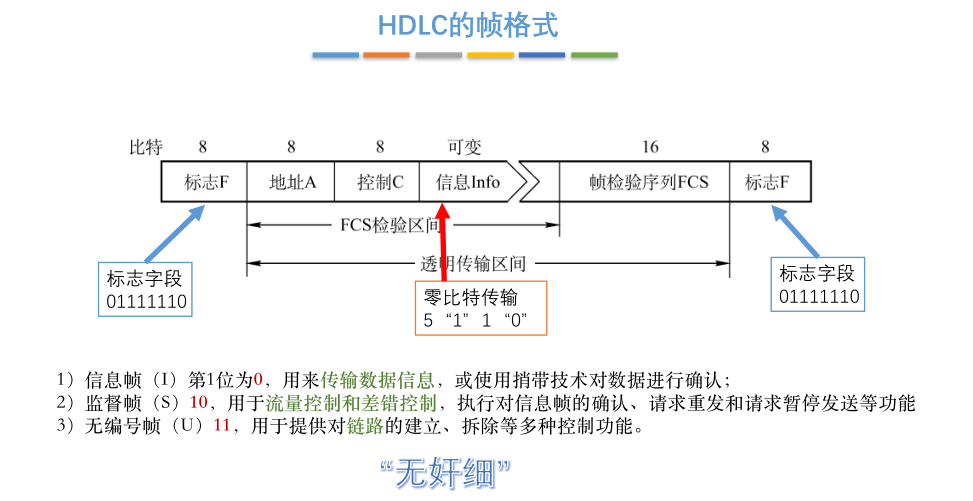 HDLC的帧格式
比特 8 8 8 可变 16 8
标志F 地址A 控制C 信息Info 帧检验序列FCS 标志F
FCS检验区间
透明传输区间
标志字段
01111110
零比特传输
5 “1” 1 “0”
标志字段
01111110
1）信息帧（I）第1位为0，用来传输数据信息，或使用捎带技术对数据进行确认；
2）监督帧（S）10，用于流量控制和差错控制，执行对信息帧的确认、请求重发和请求暂停发送等功能
3）无编号帧（U）11，用于提供对链路的建立、拆除等多种控制功能。
“无奸细”